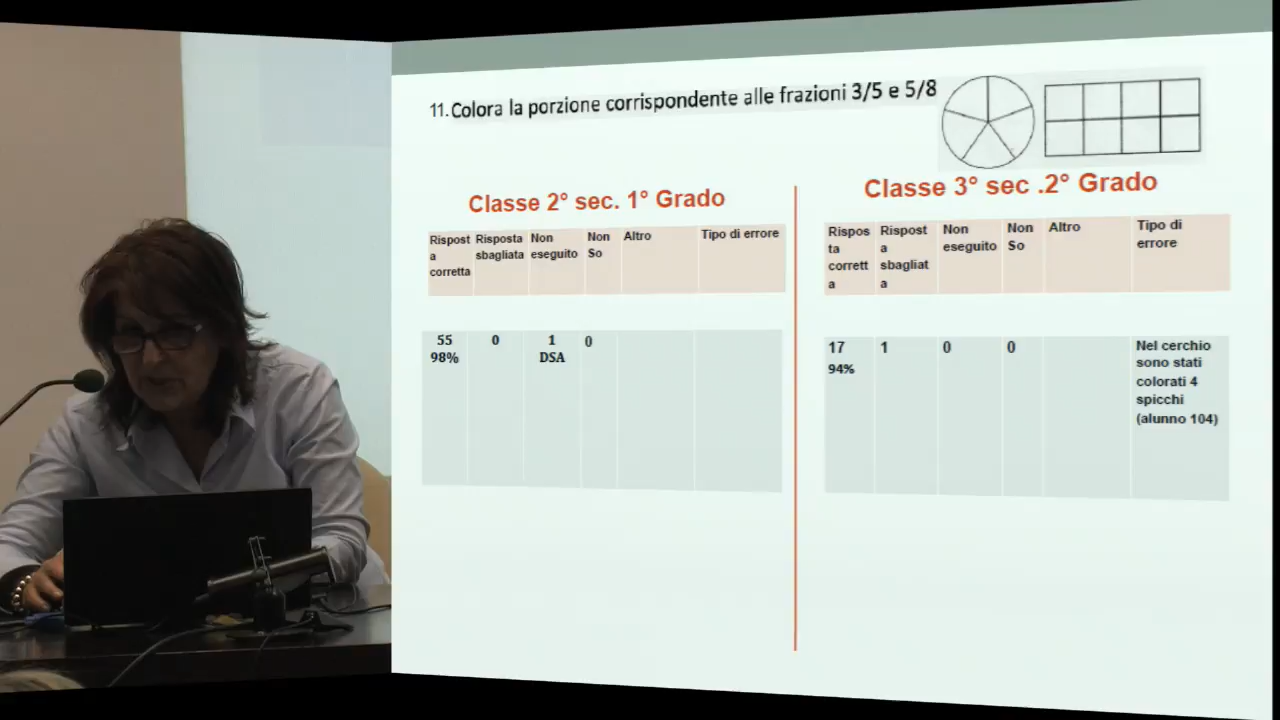 11. Colora la porzione corrispondente alle frazioni 3/5 e 5/8
Classe 2° sec. 1° Grado
Rispost
a
corretta
Risposta
sbagliata
Non
eseguito
Non
So
Altro
Tipo di errore
55
98%
0
1
DSA
0
Classe 3° sec .2° Grado
Rispos
ta
corrett
a
Rispost
a
sbagliat
a
Non
eseguito
Non
So
Altro
Tipo di
errore
17
94%
1
0
0
Nel cerchio
sono stati
colorati 4
spicchi
(alunno 104)